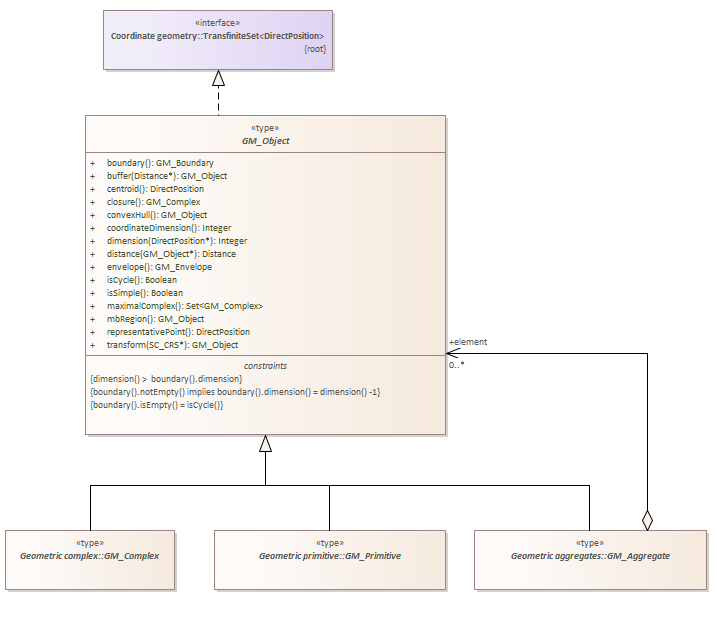 «interface»
Coordinate geometry::TransfiniteSet<DirectPosition>
{root}
«type»
GM_Object
+ boundary(): GM_Boundary
+ buffer(Distance*): GM_Object
+ centroid(): DirectPosition
+ closure(): GM_Complex
+ convexHull(): GM_Object
+ coordinateDimension(): Integer
+ dimension(DirectPosition*): Integer
+ distance(GM_Object*): Distance
+ envelope(): GM_Envelope
+ isCycle(): Boolean
+ isSimple(): Boolean
+ maximalComplex(): Set<GM_Complex>
+ mbRegion(): GM_Object
+ representativePoint(): DirectPosition
+ transform(SC_CRS*): GM_Object
constraints
{dimension() > boundary().dimension}
{boundary().notEmpty() implies boundary().dimension() = dimension() -1}
{boundary().isEmpty() = isCycle()}
+element
0..*
«type»
Geometric complex::GM_Complex
«type»
Geometric primitive::GM_Primitive
«type»
Geometric aggregates::GM_Aggregate